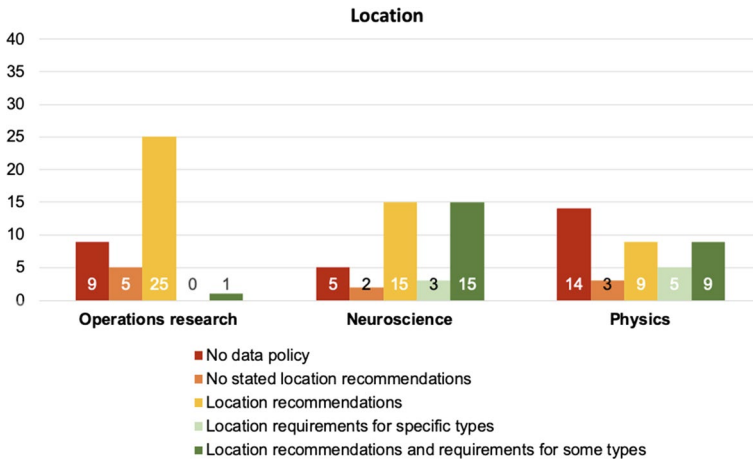 Location
40
35
30
25
20
15
10
5
0
9 5 25 0 1 5 2 15 3 15 14 3 9 5 9
Operations research Neuroscience Physics
No data policy
No stated location recommendations
Location recommendations
Location requirements for specific types
Location recommendations and requirements for some types